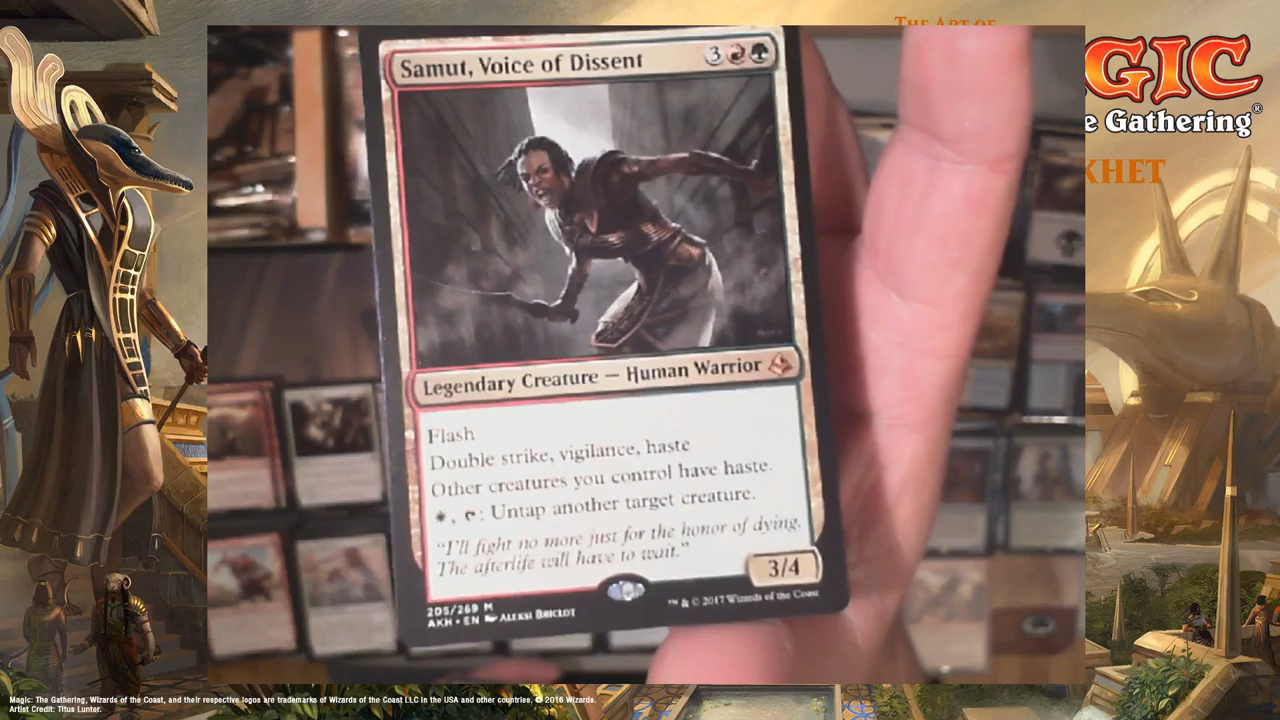 THE ART OF
GIC
e Gathering®
KHET
Samut, Voice of Dissent
3
Legendary Creature — Human Warrior
Flash
Double strike, vigilance, haste
Other creatures you control have haste.
, : Untap another target creature.
"I'll fight no more just for the honor of dying.
The afterlife will have to wait."
3/4
205/269 M
AKH • EN ALEKSI BRICLOT
™ & © 2017 Wizards of the Coast
Magic: The Gathering, Wizards of the Coast, and their respective logos are trademarks of Wizards of the Coast LLC in the USA and other countries. © 2016 Wizards.
Artist Credit: Titus Lunter.